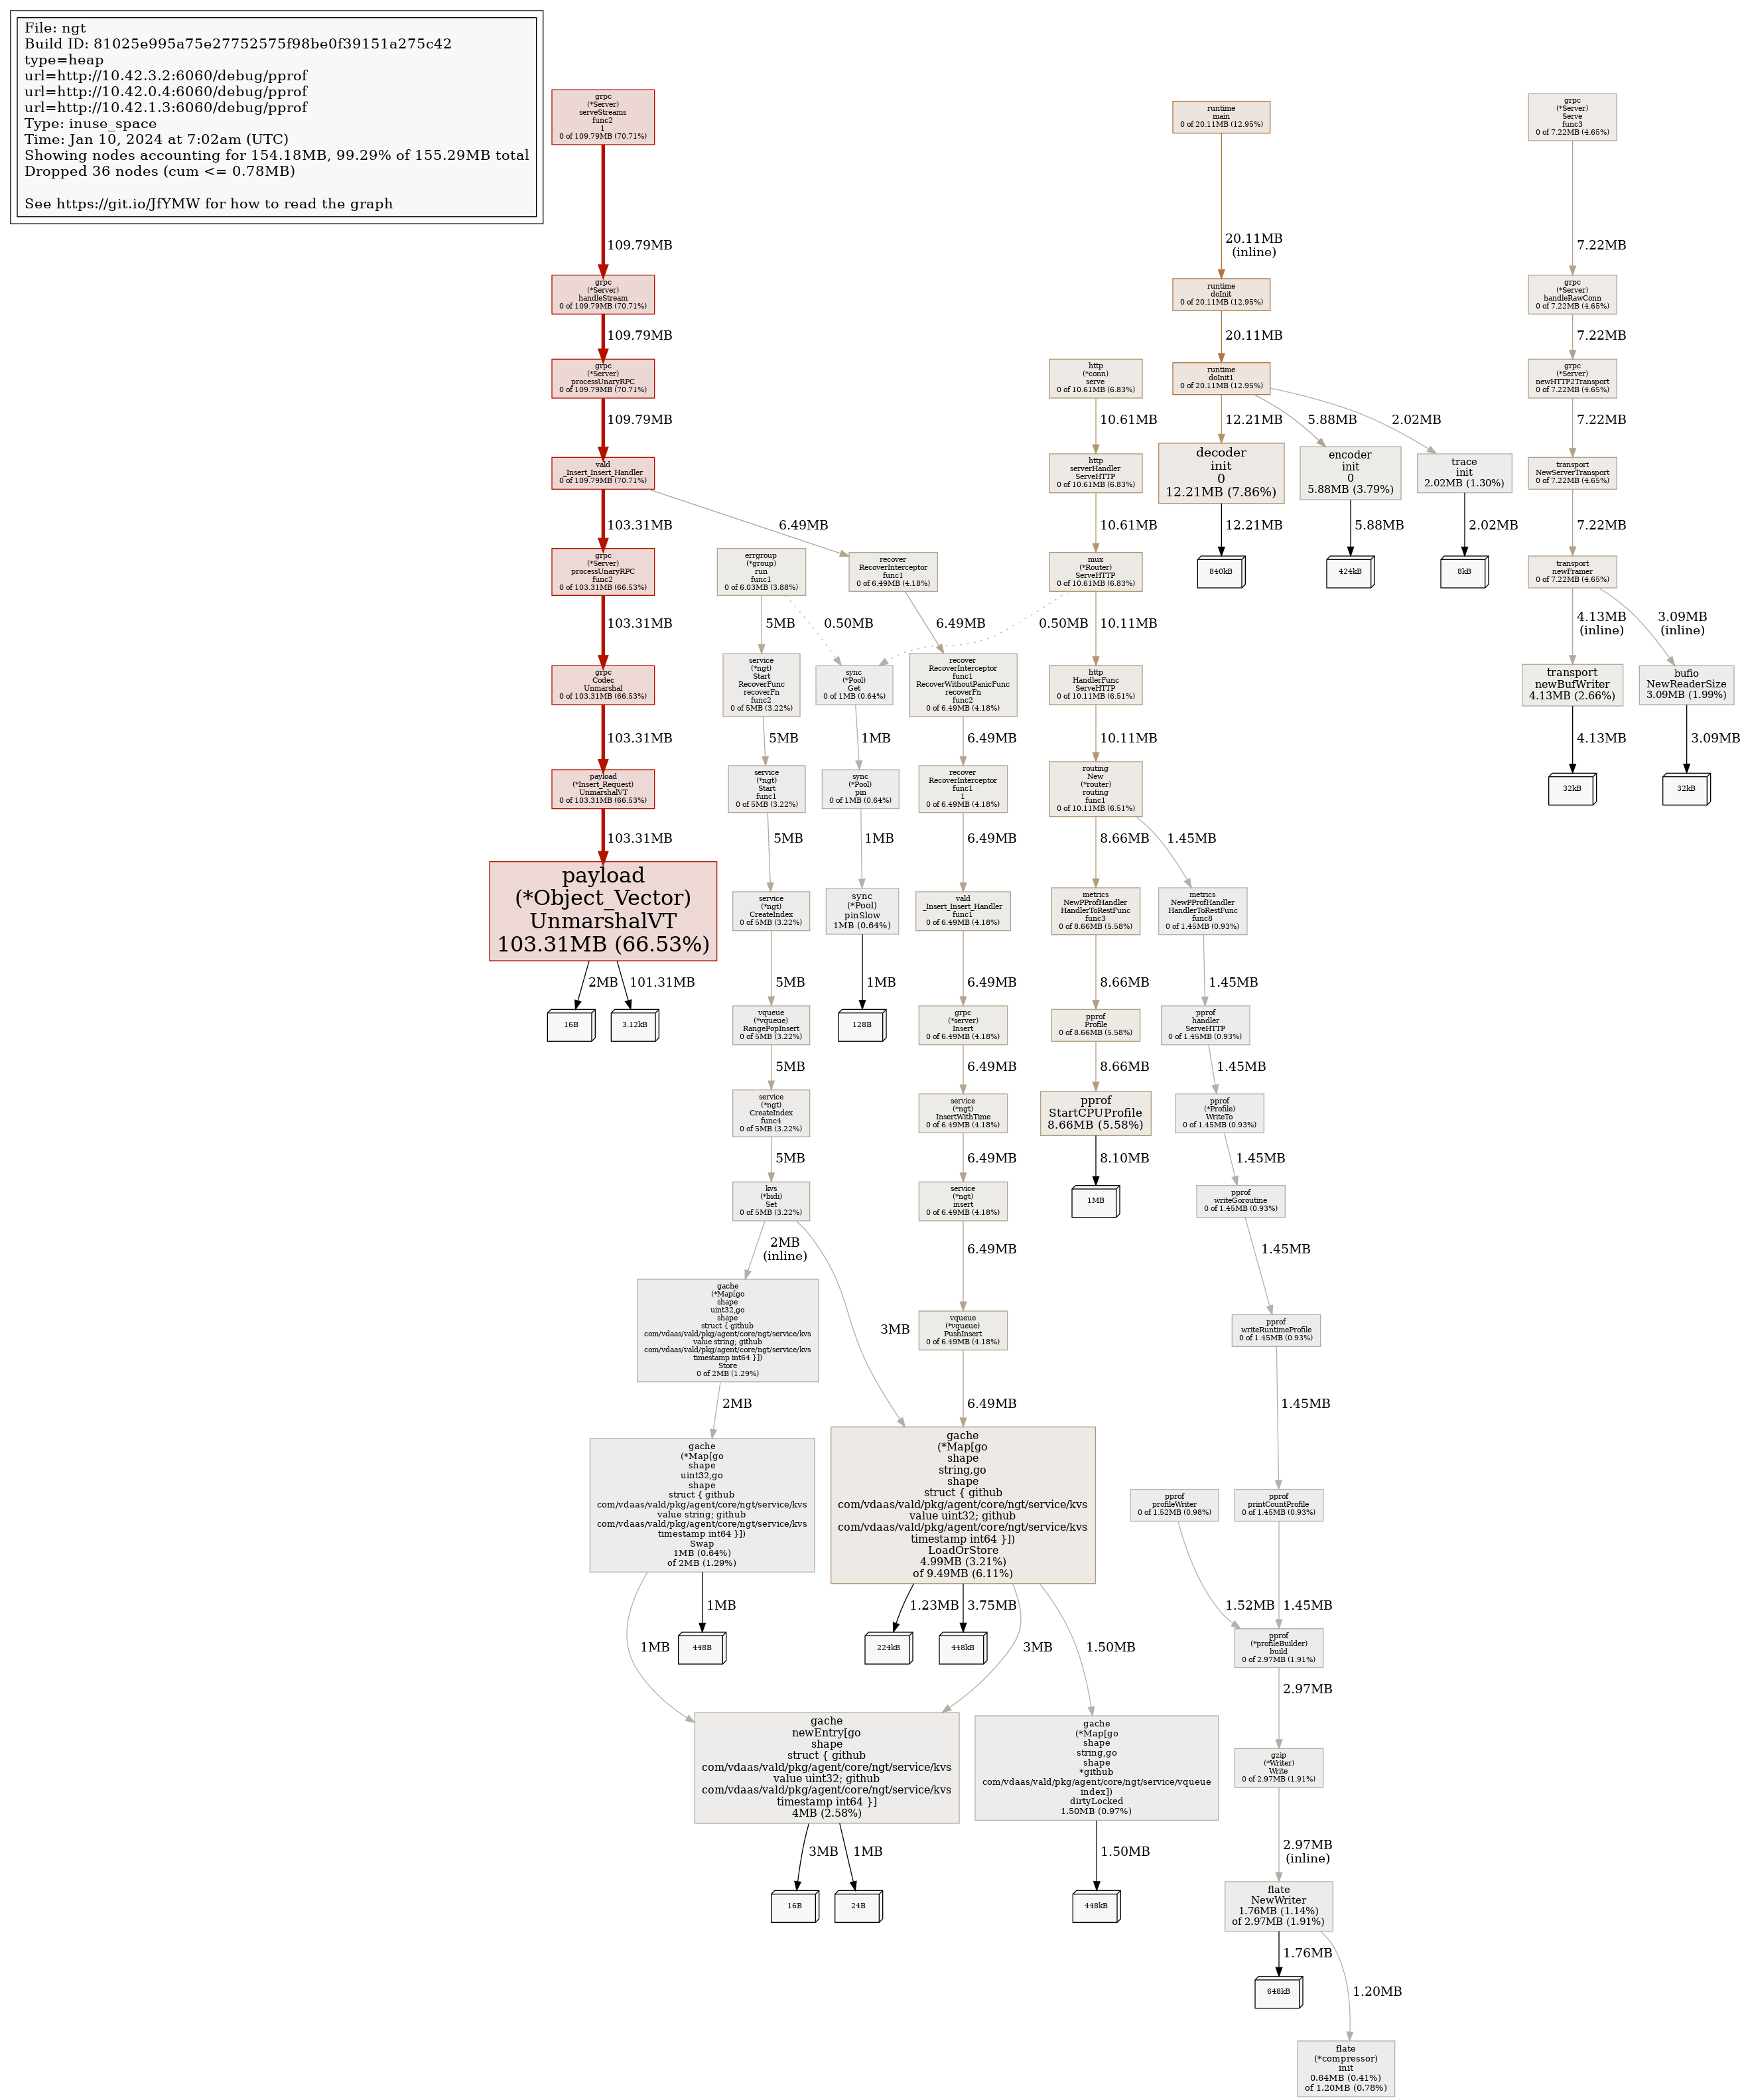 File: ngt
Build ID: 81025e995a75e27752575f98be0f39151a275c42
type=heap
url=http://10.42.3.2:6060/debug/pprof
url=http://10.42.0.4:6060/debug/pprof
url=http://10.42.1.3:6060/debug/pprof
Type: inuse_space
Time: Jan 10, 2024 at 7:02am (UTC)
Showing nodes accounting for 154.18MB, 99.29% of 155.29MB total
Dropped 36 nodes (cum <= 0.78MB)
See https://git.io/JfYMW for how to read the graph
grpc
(*Server)
serveStreams
func2
1
0 of 109.79MB (70.71%)
109.79MB
grpc
(*Server)
handleStream
0 of 109.79MB (70.71%)
109.79MB
grpc
(*Server)
processUnaryRPC
0 of 109.79MB (70.71%)
109.79MB
vald
_Insert_Insert_Handler
0 of 109.79MB (70.71%)
103.31MB
6.49MB
grpc
(*Server)
processUnaryRPC
func2
0 of 103.31MB (66.53%)
103.31MB
grpc
Codec
Unmarshal
0 of 103.31MB (66.53%)
103.31MB
payload
(*Insert_Request)
UnmarshalVT
0 of 103.31MB (66.53%)
103.31MB
payload
(*Object_Vector)
UnmarshalVT
103.31MB (66.53%)
2MB
101.31MB
16B
3.12kB
errgroup
(*group)
run
func1
0 of 6.03MB (3.88%)
5MB
0.50MB
service
(*ngt)
Start
RecoverFunc
recoverFn
func2
0 of 5MB (3.22%)
5MB
service
(*ngt)
Start
func1
0 of 5MB (3.22%)
5MB
service
(*ngt)
CreateIndex
0 of 5MB (3.22%)
5MB
vqueue
(*vqueue)
RangePopInsert
0 of 5MB (3.22%)
5MB
service
(*ngt)
CreateIndex
func4
0 of 5MB (3.22%)
5MB
kvs
(*bidi)
Set
0 of 5MB (3.22%)
2MB
(inline)
3MB
gache
(*Map[go
shape
uint32,go
shape
struct { github
com/vdaas/vald/pkg/agent/core/ngt/service/kvs
value string; github
com/vdaas/vald/pkg/agent/core/ngt/service/kvs
timestamp int64 }])
Store
0 of 2MB (1.29%)
2MB
gache
(*Map[go
shape
uint32,go
shape
struct { github
com/vdaas/vald/pkg/agent/core/ngt/service/kvs
value string; github
com/vdaas/vald/pkg/agent/core/ngt/service/kvs
timestamp int64 }])
Swap
1MB (0.64%)
of 2MB (1.29%)
1MB
1MB
448B
sync
(*Pool)
Get
0 of 1MB (0.64%)
1MB
sync
(*Pool)
pin
0 of 1MB (0.64%)
1MB
sync
(*Pool)
pinSlow
1MB (0.64%)
1MB
128B
recover
RecoverInterceptor
func1
0 of 6.49MB (4.18%)
6.49MB
recover
RecoverInterceptor
func1
RecoverWithoutPanicFunc
recoverFn
func2
0 of 6.49MB (4.18%)
6.49MB
recover
RecoverInterceptor
func1
1
0 of 6.49MB (4.18%)
6.49MB
vald
_Insert_Insert_Handler
func1
0 of 6.49MB (4.18%)
6.49MB
grpc
(*server)
Insert
0 of 6.49MB (4.18%)
6.49MB
service
(*ngt)
InsertWithTime
0 of 6.49MB (4.18%)
6.49MB
service
(*ngt)
insert
0 of 6.49MB (4.18%)
6.49MB
vqueue
(*vqueue)
PushInsert
0 of 6.49MB (4.18%)
6.49MB
gache
(*Map[go
shape
string,go
shape
struct { github
com/vdaas/vald/pkg/agent/core/ngt/service/kvs
value uint32; github
com/vdaas/vald/pkg/agent/core/ngt/service/kvs
timestamp int64 }])
LoadOrStore
4.99MB (3.21%)
of 9.49MB (6.11%)
1.23MB
3.75MB
3MB
1.50MB
224kB
448kB
gache
newEntry[go
shape
struct { github
com/vdaas/vald/pkg/agent/core/ngt/service/kvs
value uint32; github
com/vdaas/vald/pkg/agent/core/ngt/service/kvs
timestamp int64 }]
4MB (2.58%)
3MB
1MB
16B
24B
gache
(*Map[go
shape
string,go
shape
*github
com/vdaas/vald/pkg/agent/core/ngt/service/vqueue
index])
dirtyLocked
1.50MB (0.97%)
1.50MB
448kB
http
(*conn)
serve
0 of 10.61MB (6.83%)
10.61MB
http
serverHandler
ServeHTTP
0 of 10.61MB (6.83%)
10.61MB
mux
(*Router)
ServeHTTP
0 of 10.61MB (6.83%)
0.50MB
10.11MB
http
HandlerFunc
ServeHTTP
0 of 10.11MB (6.51%)
10.11MB
routing
New
(*router)
routing
func1
0 of 10.11MB (6.51%)
8.66MB
1.45MB
metrics
NewPProfHandler
HandlerToRestFunc
func3
0 of 8.66MB (5.58%)
8.66MB
pprof
Profile
0 of 8.66MB (5.58%)
8.66MB
pprof
StartCPUProfile
8.66MB (5.58%)
8.10MB
1MB
metrics
NewPProfHandler
HandlerToRestFunc
func8
0 of 1.45MB (0.93%)
1.45MB
pprof
handler
ServeHTTP
0 of 1.45MB (0.93%)
1.45MB
pprof
(*Profile)
WriteTo
0 of 1.45MB (0.93%)
1.45MB
pprof
writeGoroutine
0 of 1.45MB (0.93%)
1.45MB
pprof
writeRuntimeProfile
0 of 1.45MB (0.93%)
1.45MB
pprof
profileWriter
0 of 1.52MB (0.98%)
pprof
printCountProfile
0 of 1.45MB (0.93%)
1.52MB
1.45MB
pprof
(*profileBuilder)
build
0 of 2.97MB (1.91%)
2.97MB
gzip
(*Writer)
Write
0 of 2.97MB (1.91%)
2.97MB
(inline)
flate
NewWriter
1.76MB (1.14%)
of 2.97MB (1.91%)
1.76MB
1.20MB
648kB
flate
(*compressor)
init
0.64MB (0.41%)
of 1.20MB (0.78%)
runtime
main
0 of 20.11MB (12.95%)
20.11MB
(inline)
runtime
doInit
0 of 20.11MB (12.95%)
20.11MB
runtime
doInit1
0 of 20.11MB (12.95%)
12.21MB
5.88MB
2.02MB
decoder
init
0
12.21MB (7.86%)
12.21MB
840kB
encoder
init
0
5.88MB (3.79%)
5.88MB
424kB
trace
init
2.02MB (1.30%)
2.02MB
8kB
grpc
(*Server)
Serve
func3
0 of 7.22MB (4.65%)
7.22MB
grpc
(*Server)
handleRawConn
0 of 7.22MB (4.65%)
7.22MB
grpc
(*Server)
newHTTP2Transport
0 of 7.22MB (4.65%)
7.22MB
transport
NewServerTransport
0 of 7.22MB (4.65%)
7.22MB
transport
newFramer
0 of 7.22MB (4.65%)
4.13MB
(inline)
3.09MB
(inline)
transport
newBufWriter
4.13MB (2.66%)
4.13MB
32kB
bufio
NewReaderSize
3.09MB (1.99%)
3.09MB
32kB